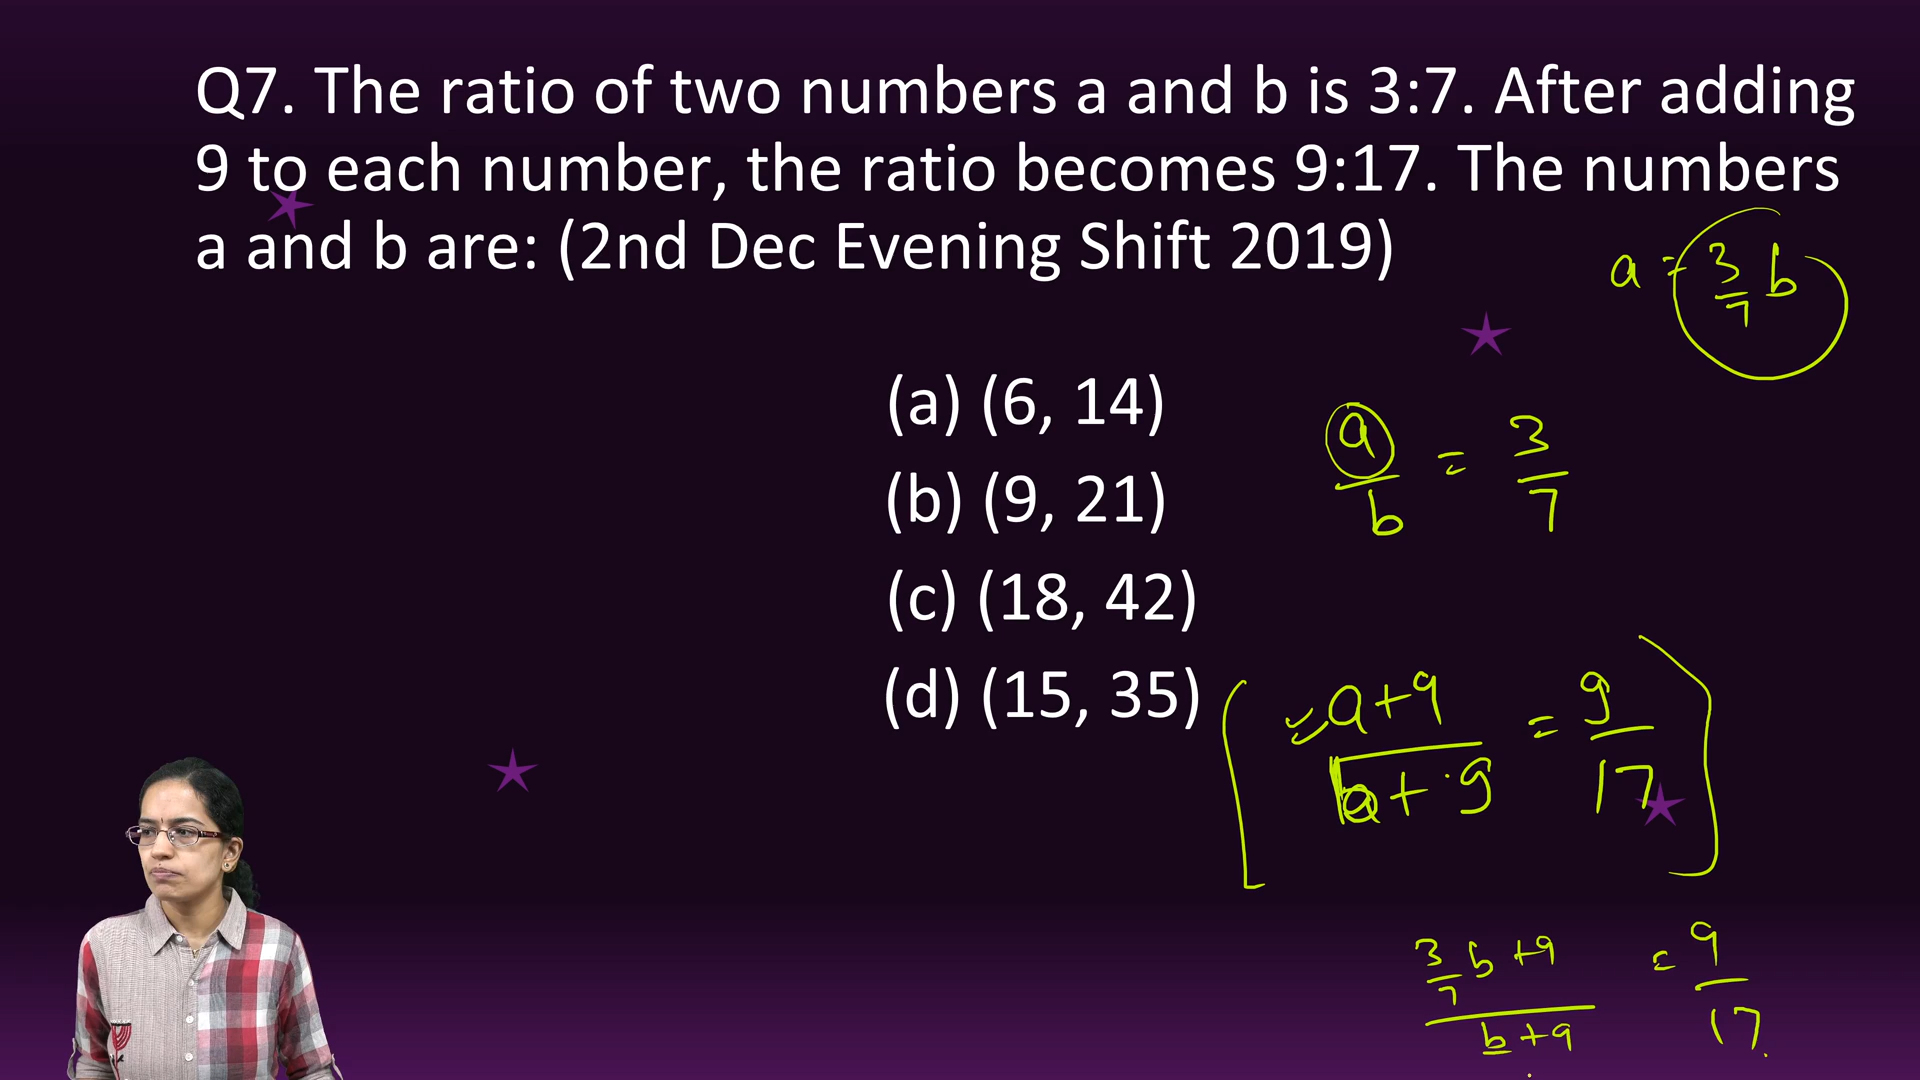 Q7. The ratio of two numbers a and b is 3:7. After adding
9 to each number, the ratio becomes 9:17. The numbers
a and b are: (2nd Dec Evening Shift 2019)
a = 3/7 b
(a) (6, 14)
a/b = 3/7
(b) (9, 21)
(c) (18, 42)
(d) (15, 35)
a+9/b+9 = 9/17
3/7 b+9/b+9 = 9/17